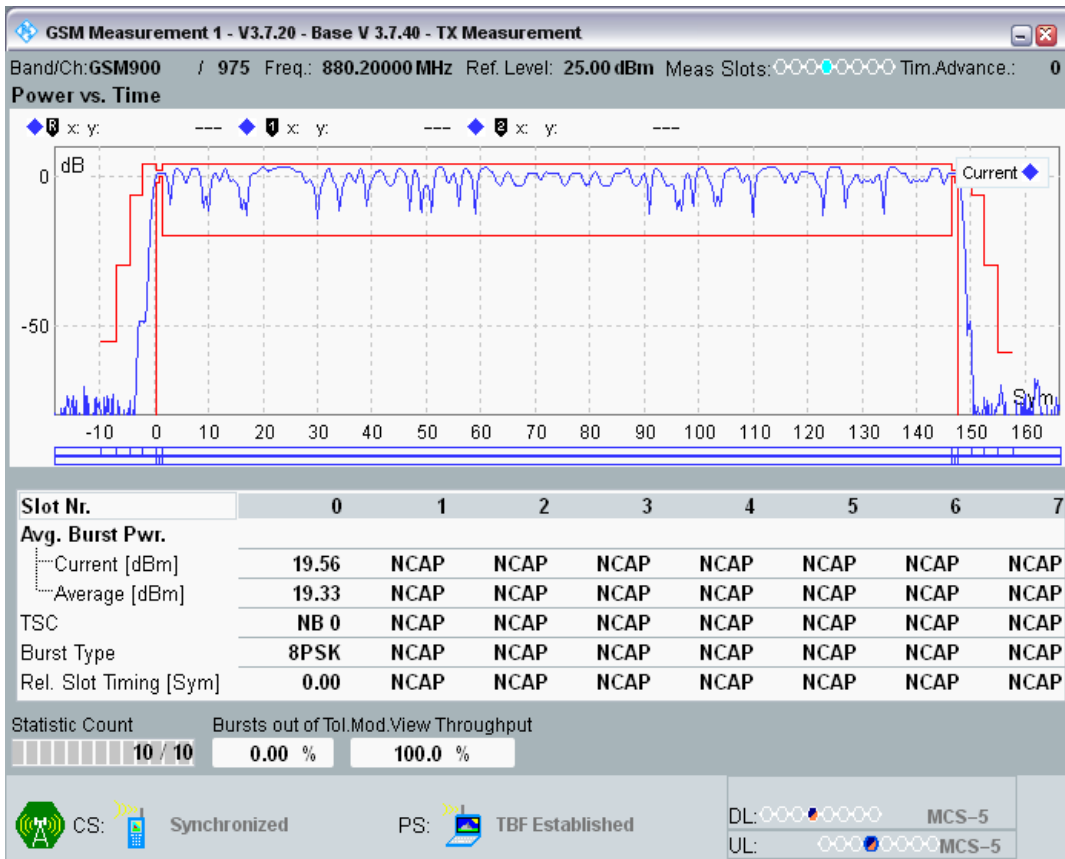 GSM Measurement 1 - V3.7.20 - Base V 3.7.40 - TX Measurement
Band/Ch:GSM900 / 975 Freq.: 880.20000 MHz Ref. Level: 25.00 dBm Meas Slots: Tim.Advance.: 0
Power vs. Time
R x: y: --- 1 x: y: --- 2 x: y: ---
dB
Current
0
-50
Sym
-10 0 10 20 30 40 50 60 70 80 90 100 110 120 130 140 150 160
Slot Nr. 0 1 2 3 4 5 6 7
Avg. Burst Pwr.
Current [dBm] 19.56 NCAP NCAP NCAP NCAP NCAP NCAP NCAP
Average [dBm] 19.33 NCAP NCAP NCAP NCAP NCAP NCAP NCAP
TSC NB 0 NCAP NCAP NCAP NCAP NCAP NCAP NCAP
Burst Type 8PSK NCAP NCAP NCAP NCAP NCAP NCAP NCAP
Rel. Slot Timing [Sym] 0.00 NCAP NCAP NCAP NCAP NCAP NCAP NCAP
Statistic Count Bursts out of Tol.Mod.View Throughput
10 / 10 0.00 % 100.0 %
CS: Synchronized PS: TBF Established
DL: MCS-5
UL: MCS-5